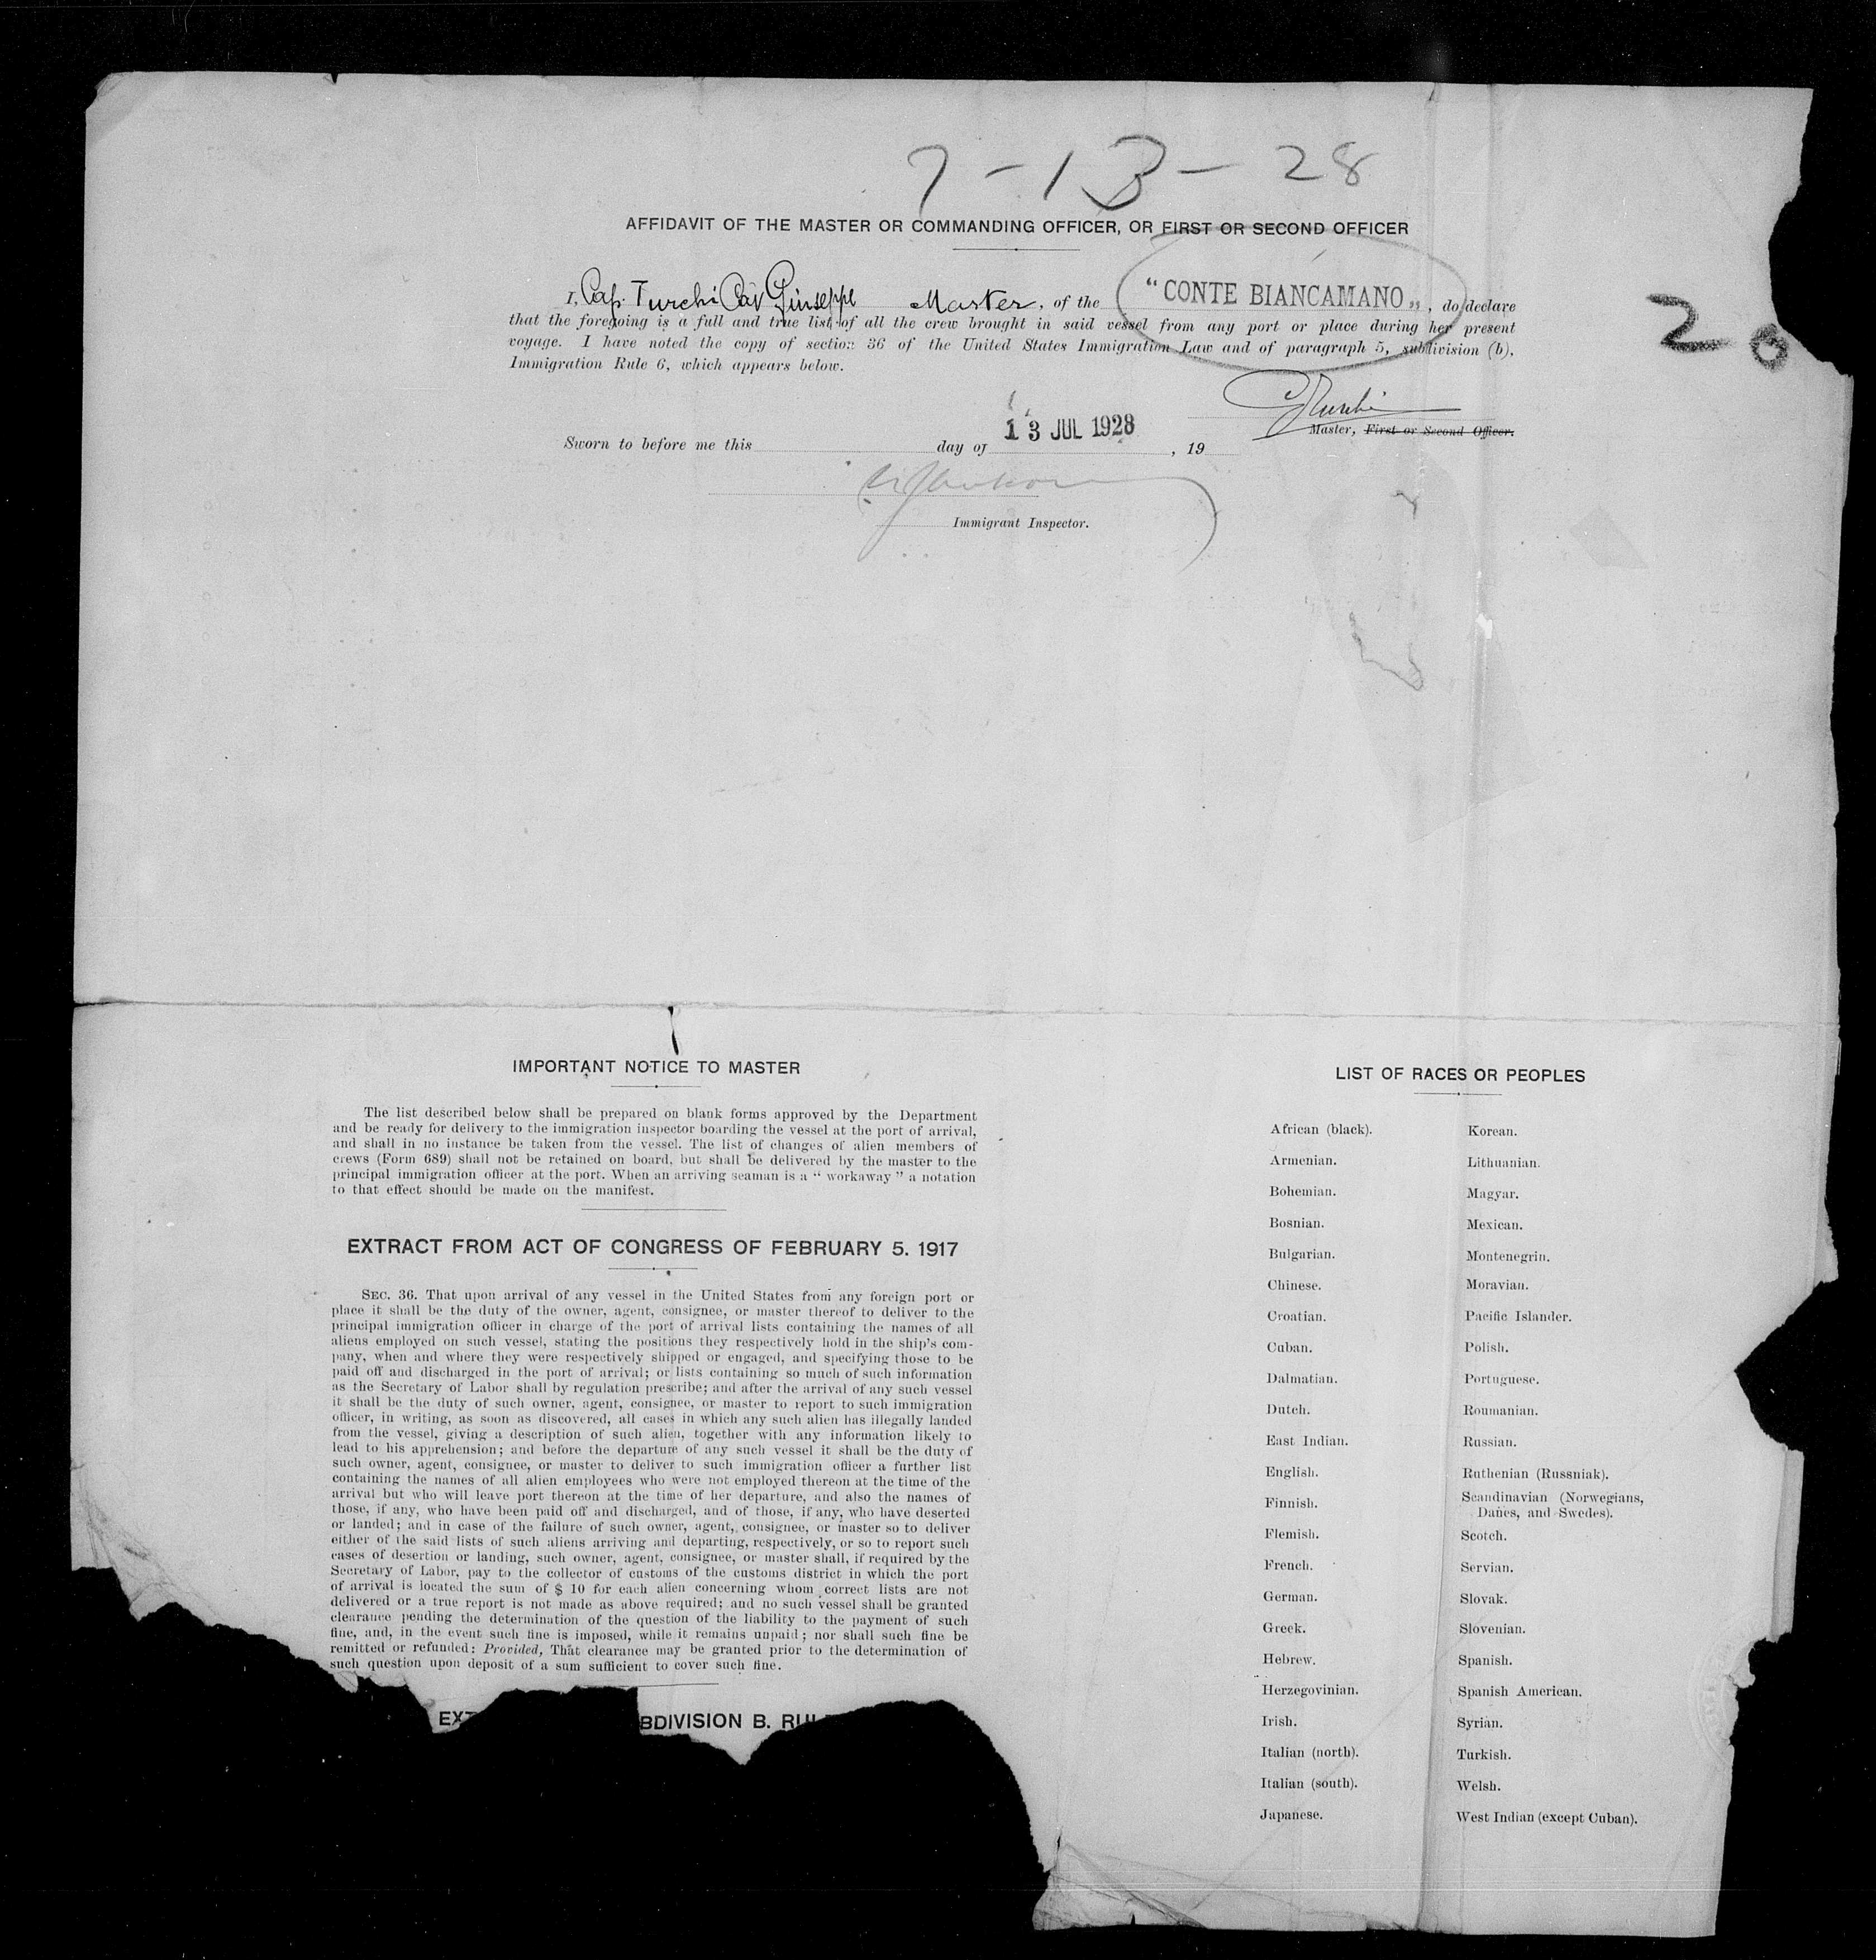 7-13-28
AFFIDAVIT OF THE MASTER OR COMMANDING OFFICER, OR FIRST OR SECOND OFFICER
I, Cap. Turchi Cav Giuseppe Master, of the "CONTE BIANCAMANO„, do declare
that the foregoing is a full and true list of all the crew brought in said vessel from any port or place during her present
voyage. I have noted the copy of section 36 of the United States Immigration Law and of paragraph 5, subdivision (b),
Immigration Rule 6, which appears below.
20
GTurchi
Master, First or Second Officer.
Sworn to before me this day of 13 JUL 1928, 19
Immigrant Inspector.
IMPORTANT NOTICE TO MASTER
The list described below shall be prepared on blank forms approved by the Department
and be ready for delivery to the immigration inspector boarding the vessel at the port of arrival,
and shall in no instance be taken from the vessel. The list of changes of alien members of
crews (Form 689) shall not be retained on board, but shall be delivered by the master to the
principal immigration officer at the port. When an arriving seaman is a " workaway " a notation
to that effect should be made on the manifest.
EXTRACT FROM ACT OF CONGRESS OF FEBRUARY 5. 1917
SEC. 36. That upon arrival of any vessel in the United States from any foreign port or
place it shall be the duty of the owner, agent, consignee, or master thereof to deliver to the
principal immigration officer in charge of the port of arrival lists containing the names of all
aliens employed on such vessel, stating the positions they respectively hold in the ship's com-
pany, when and where they were respectively shipped or engaged, and specifying those to be
paid off and discharged in the port of arrival; or lists containing so much of such information
as the Secretary of Labor shall by regulation prescribe; and after the arrival of any such vessel
it shall be the duty of such owner, agent, consignee, or master to report to such immigration
officer, in writing, as soon as discovered, all cases in which any such alien has illegally landed
from the vessel, giving a description of such alien, together with any information likely to
lead to his apprehension; and before the departure of any such vessel it shall be the duty of
such owner, agent, consignee, or master to deliver to such immigration officer a further list
containing the names of all alien employees who were not employed thereon at the time of the
arrival but who will leave port thereon at the time of her departure, and also the names of
those, if any, who have been paid off and discharged, and of those, if any, who have deserted
or landed; and in case of the failure of such owner, agent, consignee, or master so to deliver
either of the said lists of such aliens arriving and departing, respectively, or so to report such
cases of desertion or landing, such owner, agent, consignee, or master shall, if required by the
Secretary of Labor, pay to the collector of customs of the customs district in which the port
of arrival is located the sum of $ 10 for each alien concerning whom correct lists are not
delivered or a true report is not made as above required; and no such vessel shall be granted
clearance pending the determination of the question of the liability to the payment of such
fine, and, in the event such fine is imposed, while it remains unpaid; nor shall such fine be
remitted or refunded: Provided, That clearance may be granted prior to the determination of
such question upon deposit of a sum sufficient to cover such fine.
EXT BDIVISION B. RUL
LIST OF RACES OR PEOPLES
African (black).
Armenian.
Bohemian.
Bosnian.
Bulgarian.
Chinese.
Croatian.
Cuban.
Dalmatian.
Dutch.
East Indian.
English.
Finnish.
Flemish.
French.
German.
Greek.
Hebrew.
Herzegovinian.
Irish.
Italian (north).
Italian (south).
Japanese.
Korean.
Lithuanian.
Magyar.
Mexican.
Montenegrin.
Moravian.
Pacific Islander.
Polish.
Portuguese.
Roumanian.
Russian.
Ruthenian (Russniak).
Scandinavian (Norwegians,
Danes, and Swedes).
Scotch.
Servian.
Slovak.
Slovenian.
Spanish.
Spanish American.
Syrian.
Turkish.
Welsh.
West Indian (except Cuban).